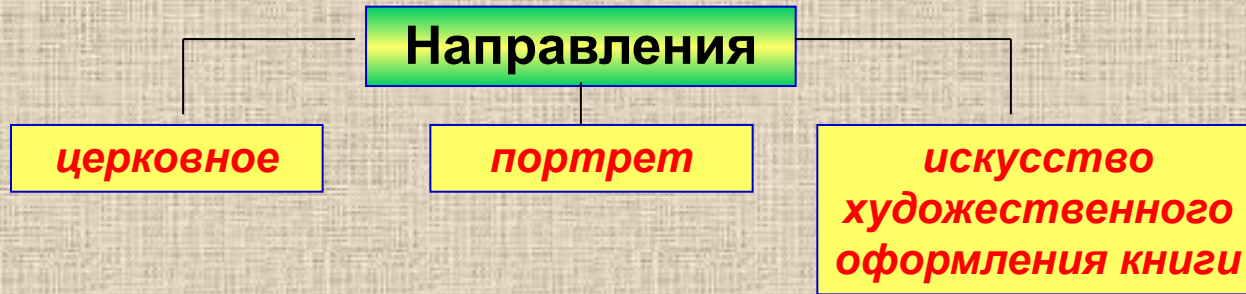 Направления
церковное
портрет
искусство
художественного
оформления книги